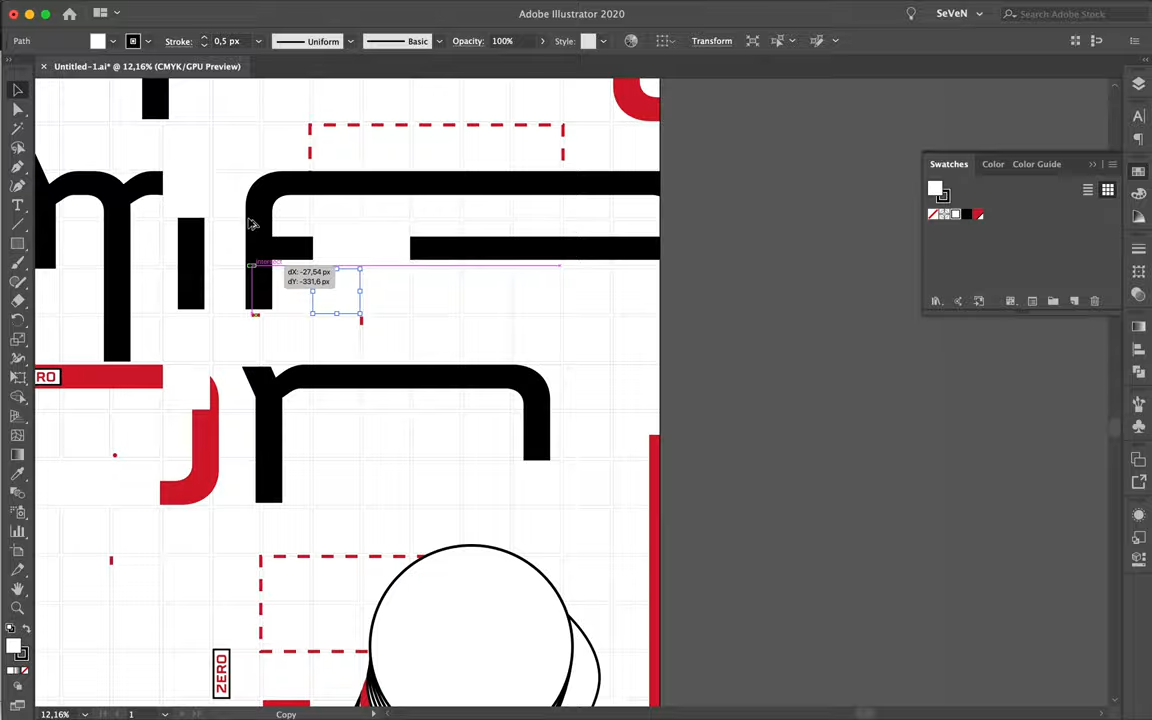 Adobe Illustrator 2020
SeVeN
Search Adobe Stock
Path
Stroke:
0,5 px
Uniform
Basic
Opacity:
100%
Style:
Transform
Untitled-1.ai* @ 12,16% (CMYK/GPU Preview)
Swatches
Color
Color Guide
intersect
dX: -27,54 px
dY: -331,6 px
RO
ZERO
12,16%
1
Copy